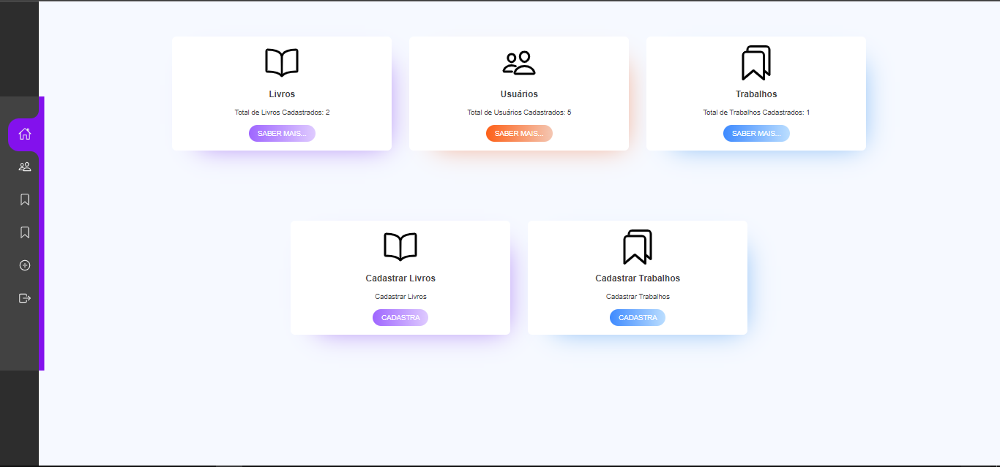 Livros
Total de Livros Cadastrados: 2
SABER MAIS...
Usuários
Total de Usuários Cadastrados: 5
SABER MAIS...
Trabalhos
Total de Trabalhos Cadastrados: 1
SABER MAIS...
Cadastrar Livros
Cadastrar Livros
CADASTRA
Cadastrar Trabalhos
Cadastrar Trabalhos
CADASTRA